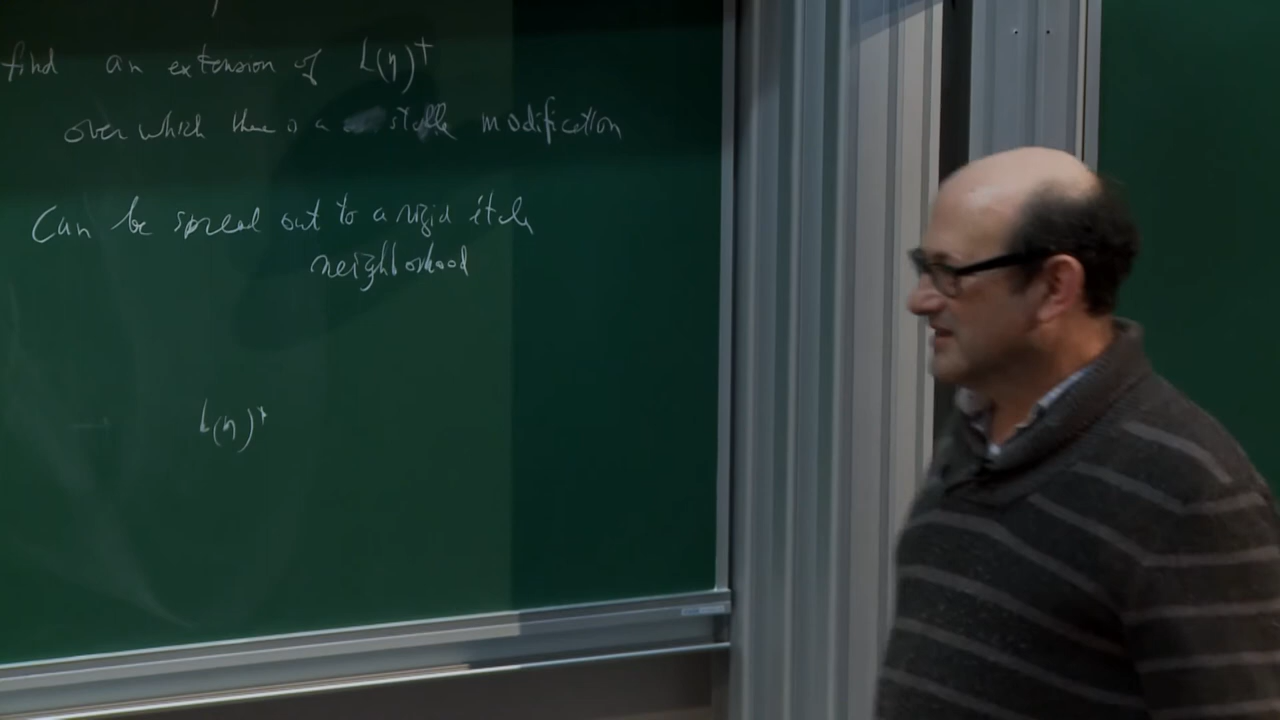 find an extension of L(η)†
over which there is a stable modification
Can be spread out to a rigid étale
neighborhood
L(η)†